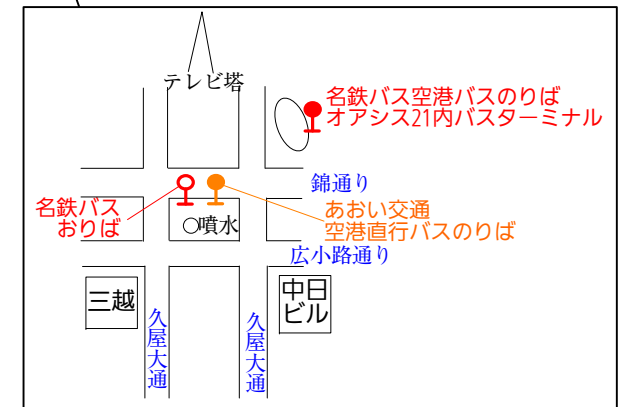 テレビ塔
名鉄バス空港バスのりば
オアシス21内バスターミナル
錦通り
名鉄バス
おりば
あおい交通
空港直行バスのりば
○噴水
広小路通り
三越
中日
ビル
久屋大通
久屋大通